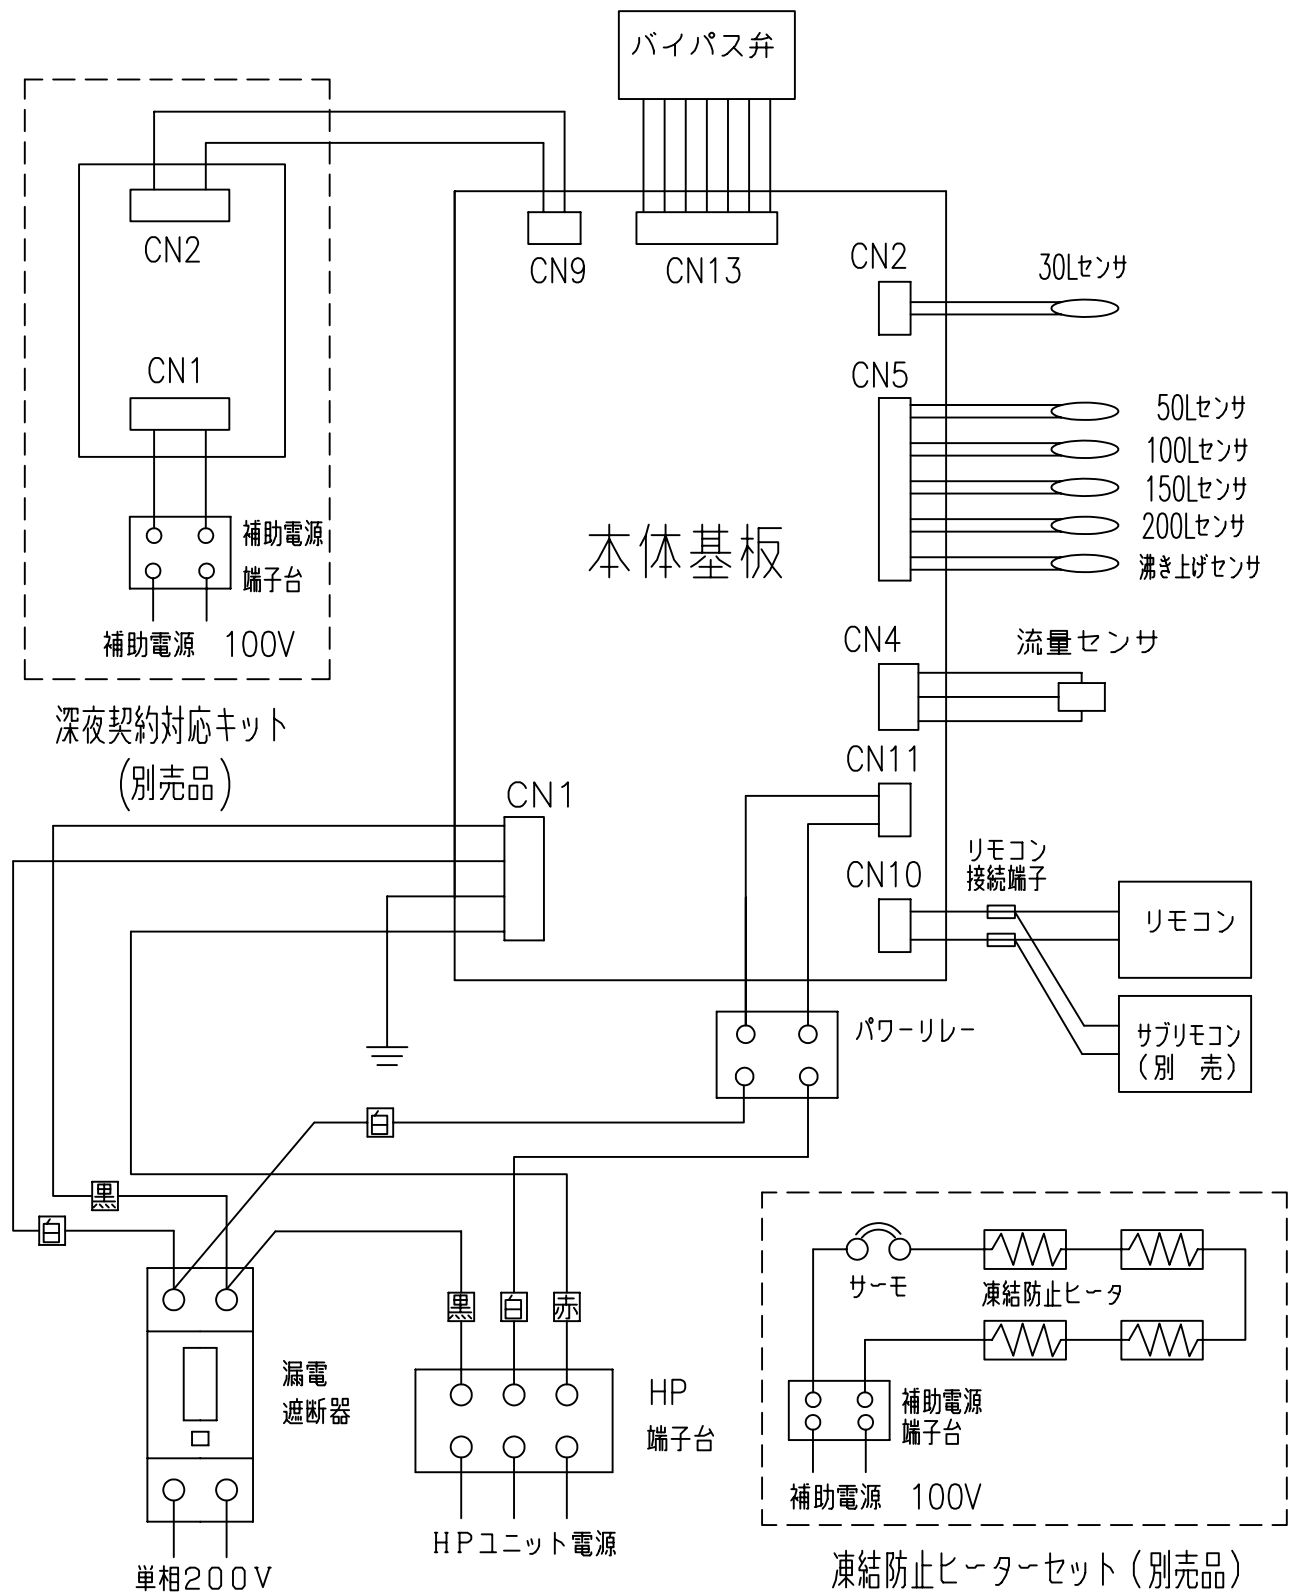 バイパス弁
CN2
CN9
CN13
CN2
30Lセンサ
CN1
CN5
50Lセンサ
100Lセンサ
150Lセンサ
200Lセンサ
沸き上げセンサ
本体基板
補助電源
端子台
補助電源 100V
深夜契約対応キット
(別売品)
CN4
流量センサ
CN11
CN1
CN10
リモコン
接続端子
リモコン
サブリモコン
(別 売)
パワーリレー
白
黒
白
黒
白
赤
漏電
遮断器
HP
端子台
HPユニット電源
単相200V
サーモ
凍結防止ヒータ
補助電源
端子台
補助電源 100V
凍結防止ヒーターセット(別売品)